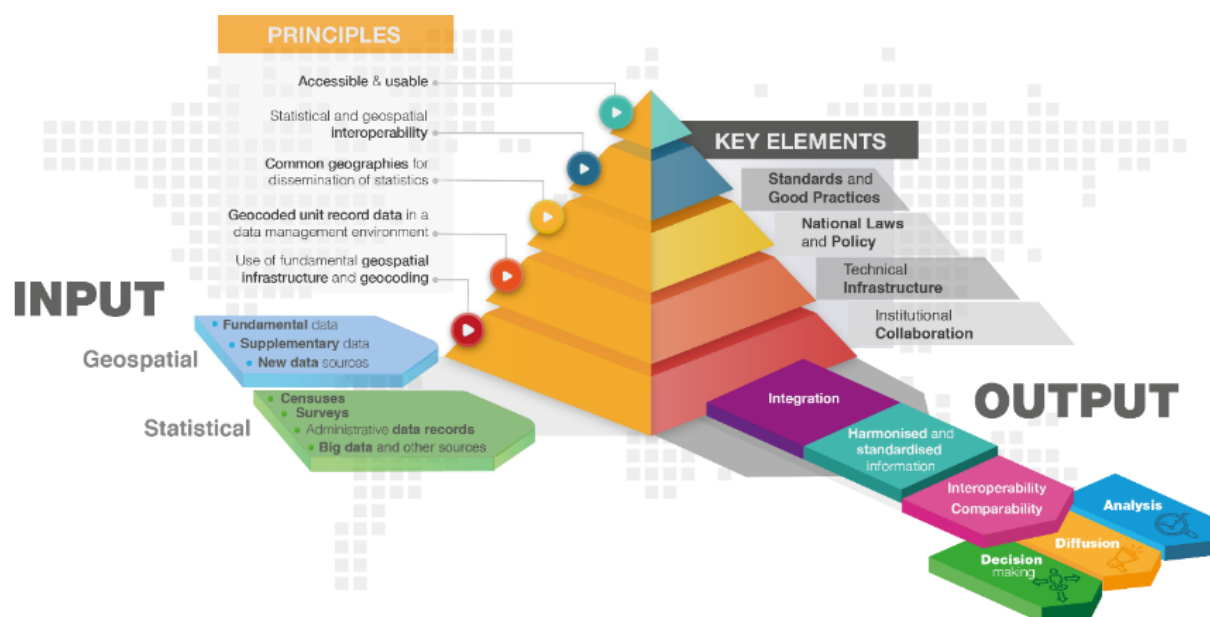 PRINCIPLES
Accessible & usable
Statistical and geospatial
interoperability
Common geographies for
dissemination of statistics
Geocoded unit record data in a
data management environment
Use of fundamental geospatial
infrastructure and geocoding
KEY ELEMENTS
Standards and
Good Practices
National Laws
and Policy
Technical
Infrastructure
Institutional
Collaboration
INPUT
Geospatial
• Fundamental data
• Supplementary data
• New data sources
Statistical
• Censuses
• Surveys
• Administrative data records
• Big data and other sources
OUTPUT
Integration
Harmonised and
standardised
information
Interoperability
Comparability
Analysis
Diffusion
Decision
making